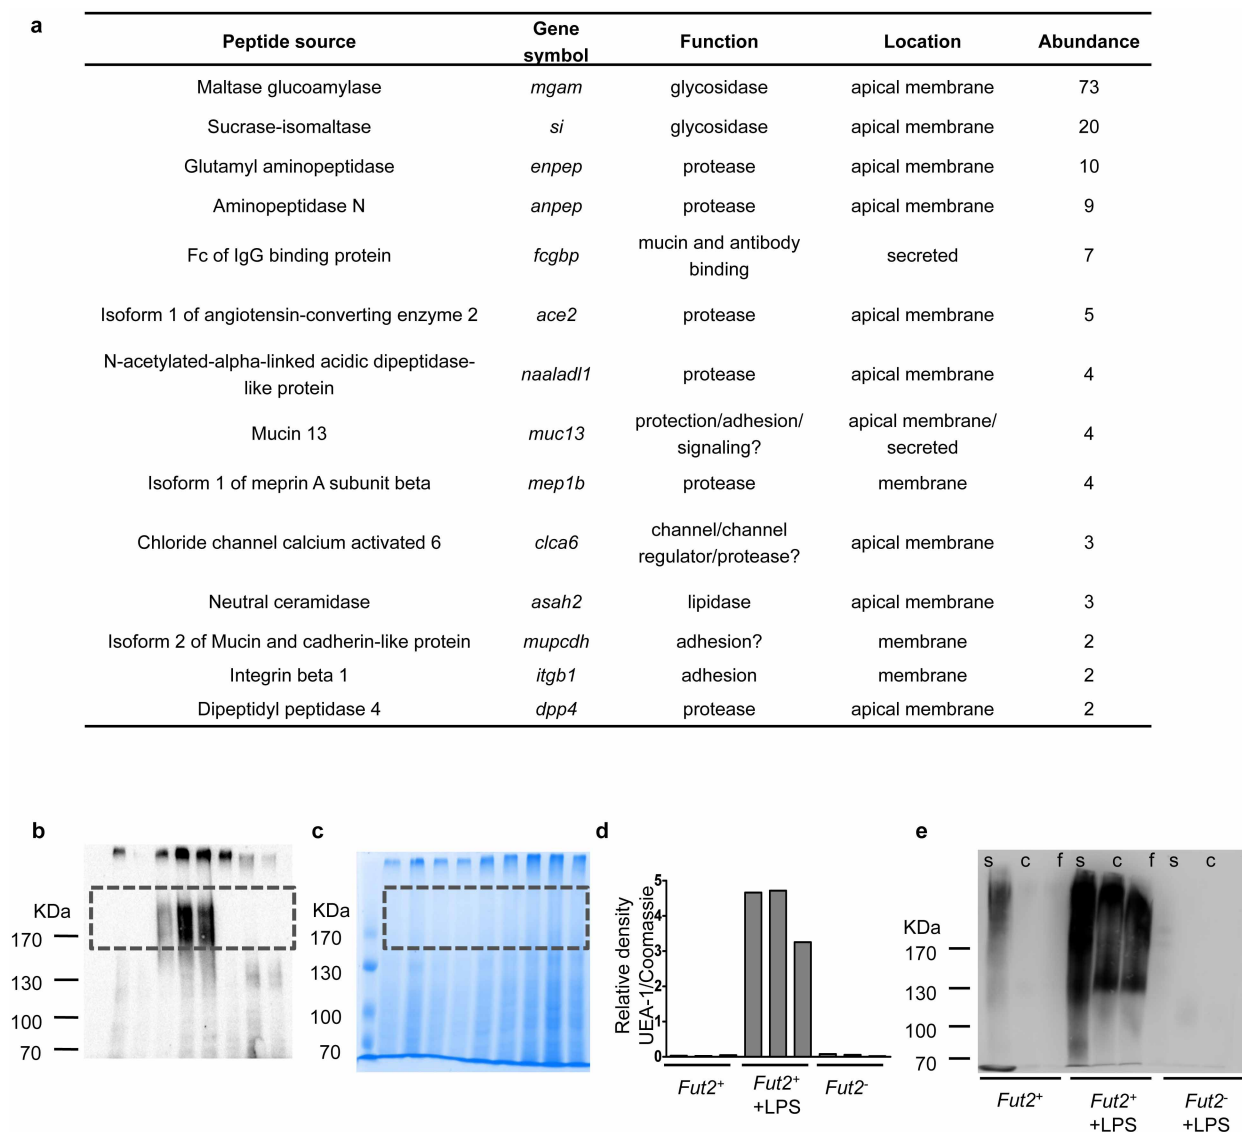 a
Peptide source Gene symbol Function Location Abundance
Maltase glucoamylase mgam glycosidase apical membrane 73
Sucrase-isomaltase si glycosidase apical membrane 20
Glutamyl aminopeptidase enpep protease apical membrane 10
Aminopeptidase N anpep protease apical membrane 9
Fc of IgG binding protein fcgbp mucin and antibody binding secreted 7
Isoform 1 of angiotensin-converting enzyme 2 ace2 protease apical membrane 5
N-acetylated-alpha-linked acidic dipeptidase-like protein naaladl1 protease apical membrane 4
Mucin 13 muc13 protection/adhesion/signaling? apical membrane/secreted 4
Isoform 1 of meprin A subunit beta mep1b protease membrane 4
Chloride channel calcium activated 6 clca6 channel/channel regulator/protease? apical membrane 3
Neutral ceramidase asah2 lipidase apical membrane 3
Isoform 2 of Mucin and cadherin-like protein mupcdh adhesion? membrane 2
Integrin beta 1 itgb1 adhesion membrane 2
Dipeptidyl peptidase 4 dpp4 protease apical membrane 2
b
KDa
170
130
100
70
c
KDa
170
130
100
70
d
Relative density
UEA-1/Coomassie
5
4
3
2
1
0
Fut2+
Fut2+
+LPS
Fut2-
e
s c f s c f s c
KDa
170
130
100
70
Fut2+
Fut2+
+LPS
Fut2-
+LPS